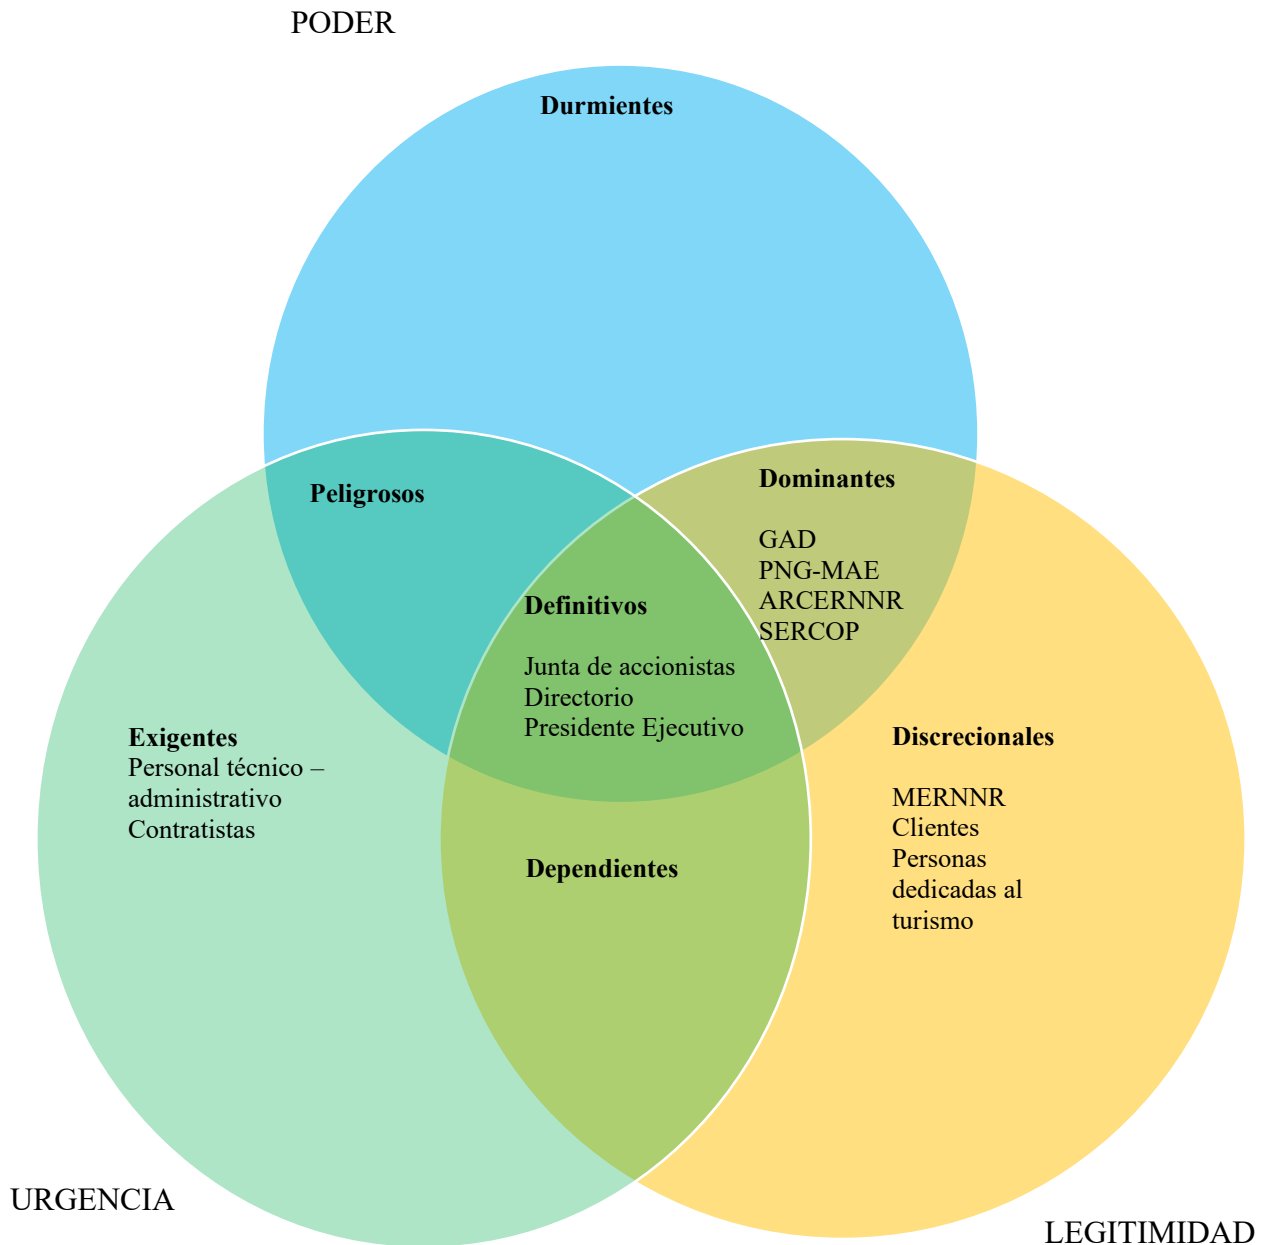 PODER
Durmientes
Peligrosos
Dominantes
GAD
PNG-MAE
ARCERNNR
SERCOP
Definitivos
Junta de accionistas
Directorio
Presidente Ejecutivo
Exigentes
Personal técnico –
administrativo
Contratistas
Discrecionales
MERNNR
Clientes
Personas
dedicadas al
turismo
Dependientes
URGENCIA
LEGITIMIDAD